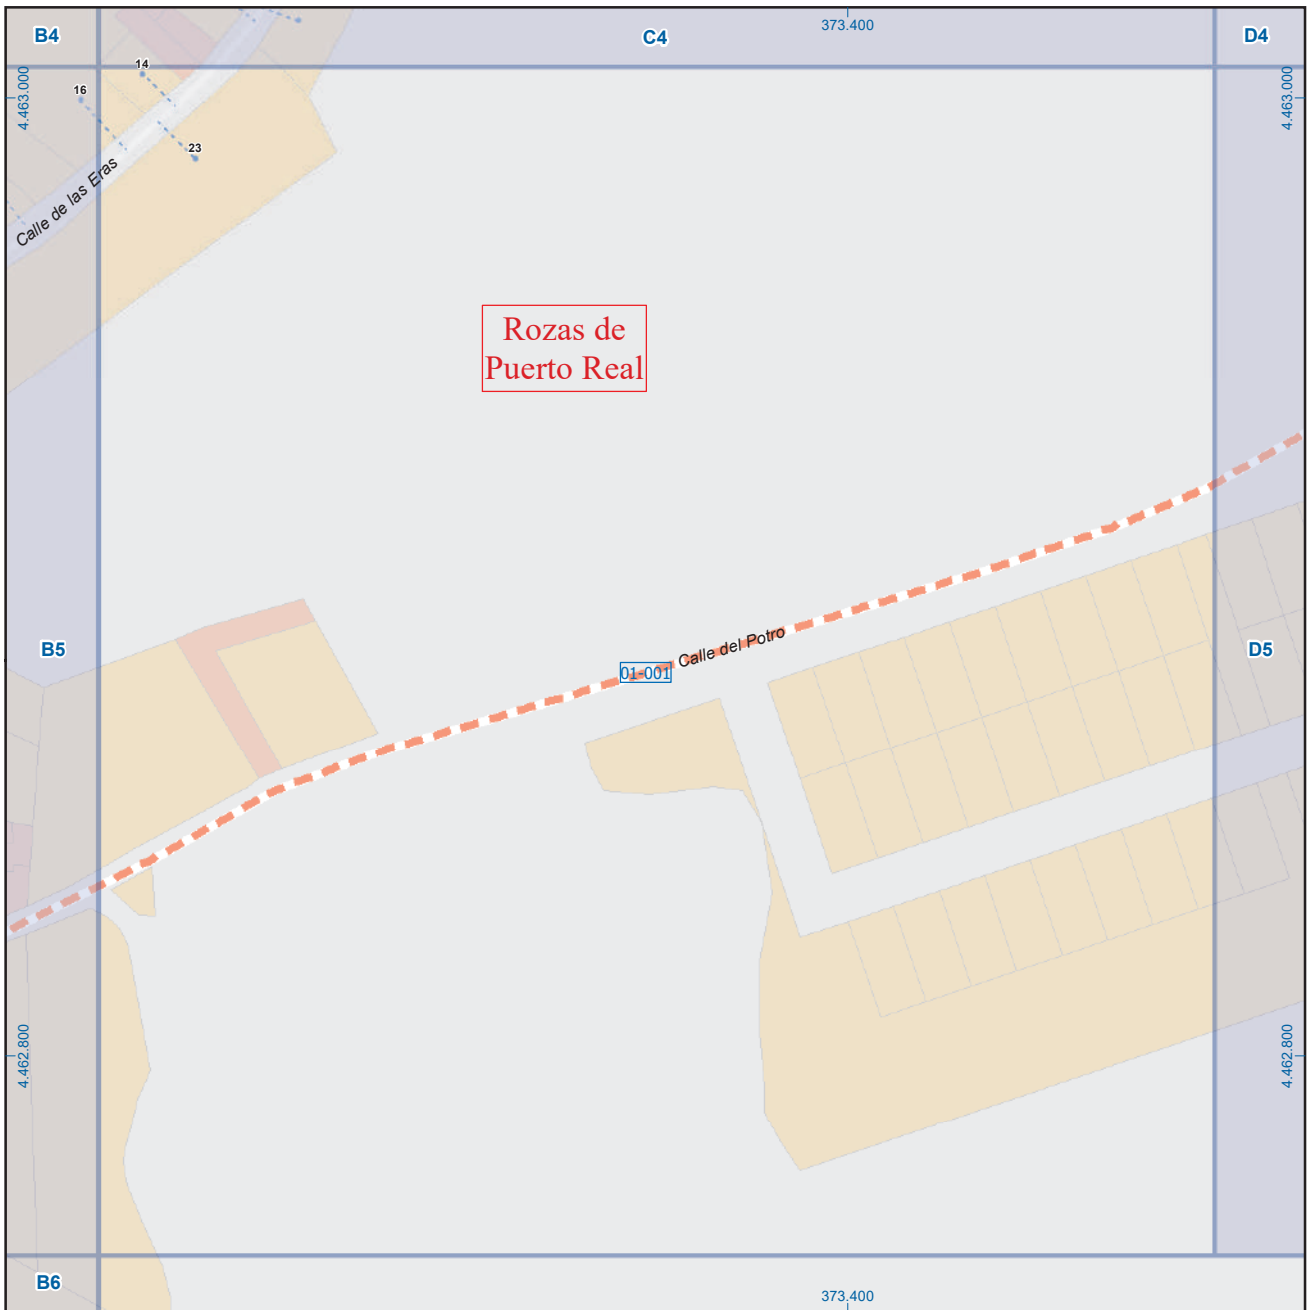 B4
C4
373.400
D4
4.463.000
4.463.000
14
16
23
Calle de las Eras
Rozas de
Puerto Real
B5
Calle del Potro
01-001
D5
4.462.800
4.462.800
B6
373.400